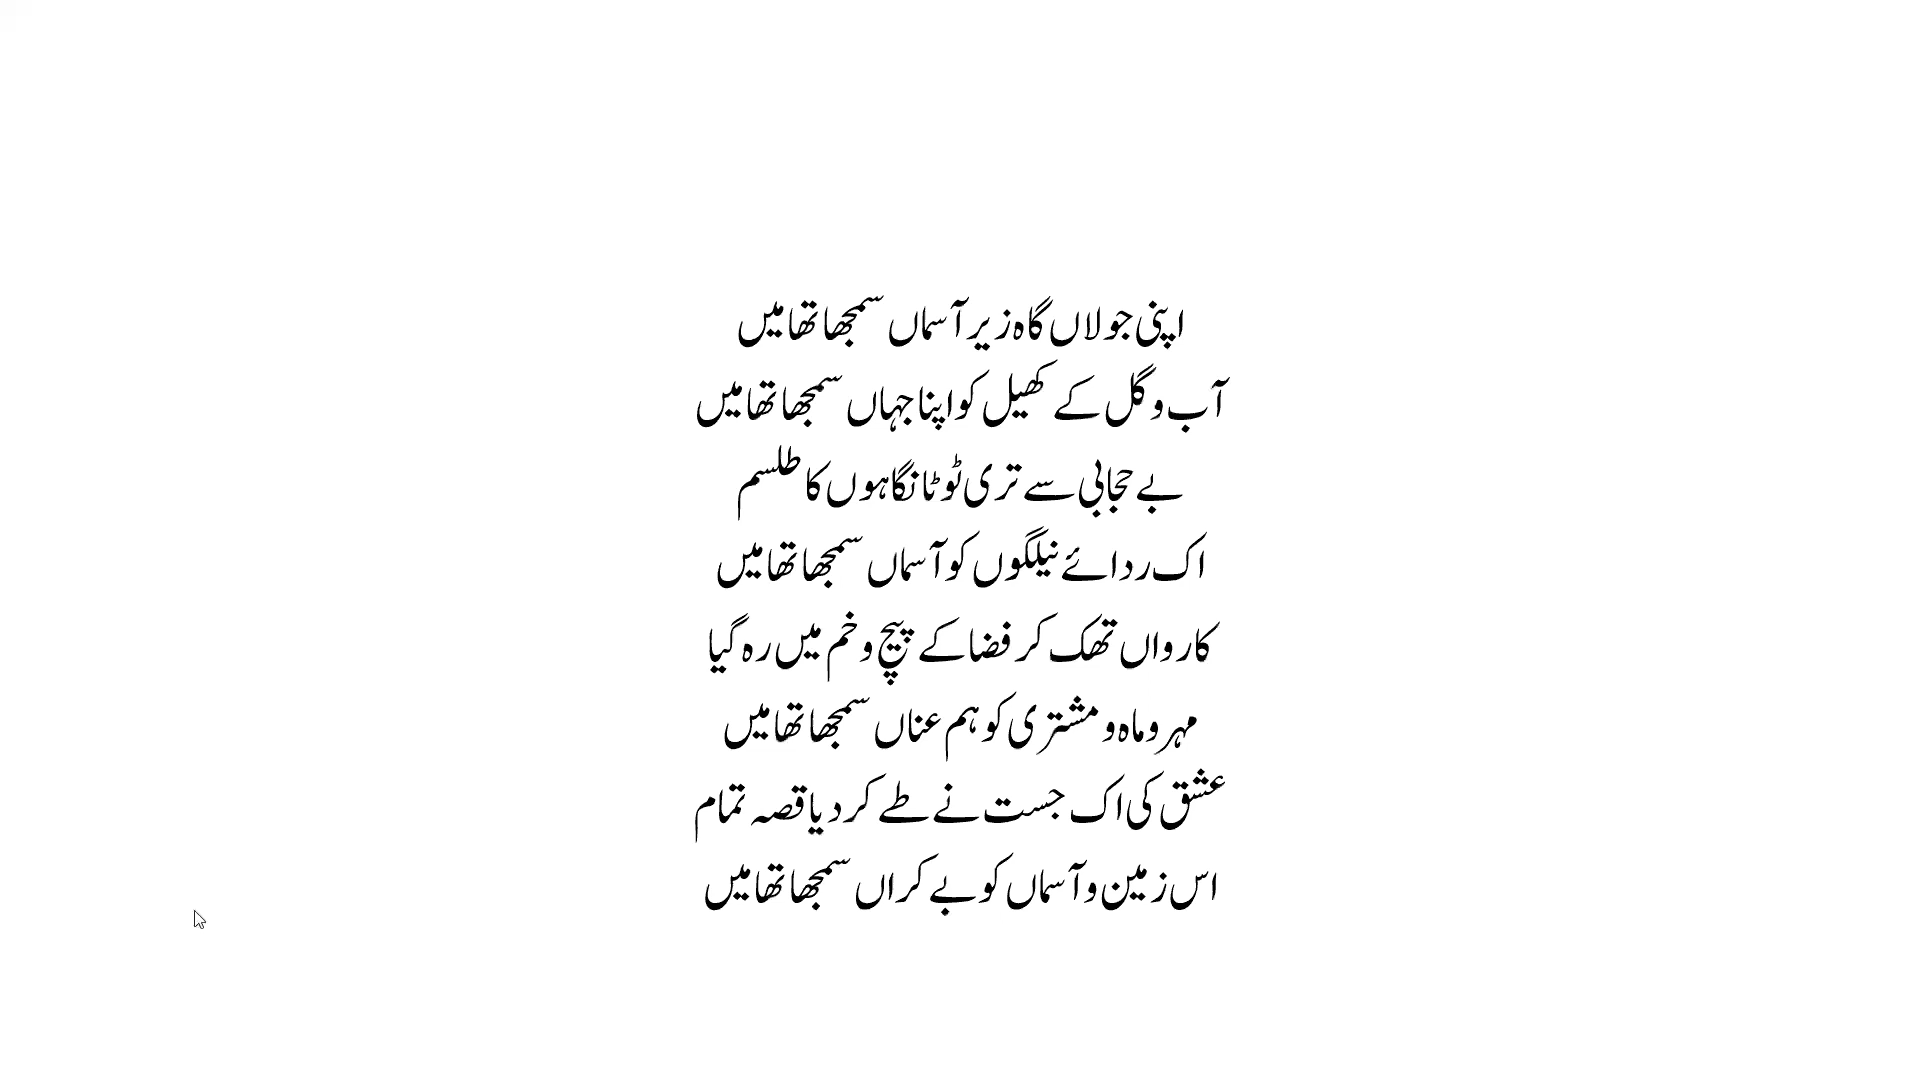 اپنی جولاں گاہ زیر آسماں سمجھا تھا میں
آب و گل کے کھیل کو اپنا جہاں سمجھا تھا میں
بے حجابی سے تری ٹوٹا نگاہوں کا طلسم
اک ردائے نیلگوں کو آسماں سمجھا تھا میں
کارواں تھک کر فضا کے پیچ و خم میں رہ گیا
مہر و ماہ و مشتری کو ہم عناں سمجھا تھا میں
عشق کی اک جست نے طے کر دیا قصہ تمام
اس زمین و آسماں کو بے کراں سمجھا تھا میں